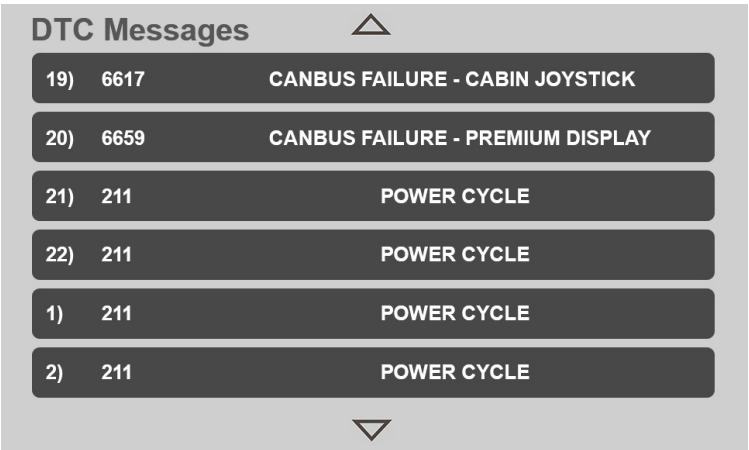 DTC Messages
19) 6617 CANBUS FAILURE - CABIN JOYSTICK
20) 6659 CANBUS FAILURE - PREMIUM DISPLAY
21) 211 POWER CYCLE
22) 211 POWER CYCLE
1) 211 POWER CYCLE
2) 211 POWER CYCLE